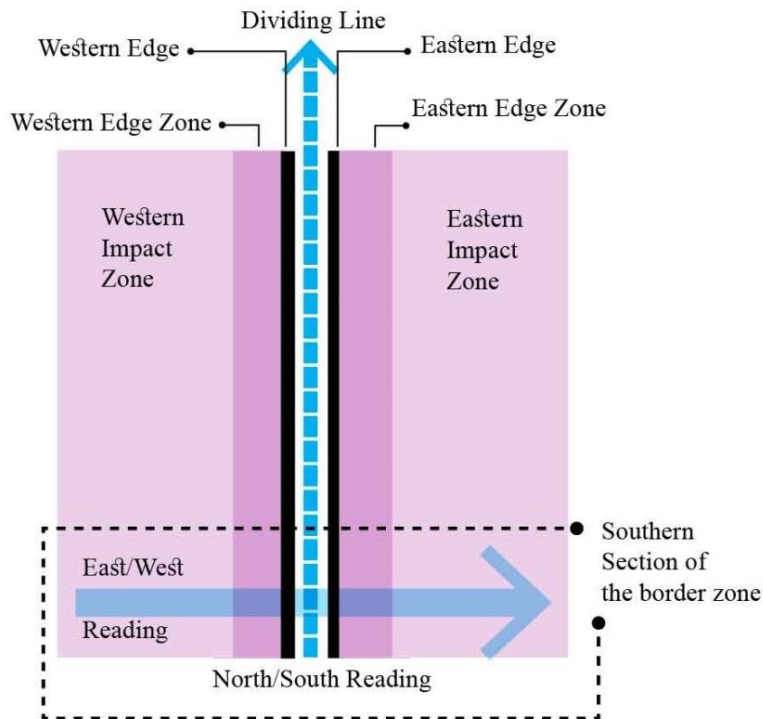 Dividing Line
Western Edge
Eastern Edge
Western Edge Zone
Eastern Edge Zone
Western
Impact
Zone
Eastern
Impact
Zone
Southern
Section of
the border zone
East/West
Reading
North/South Reading